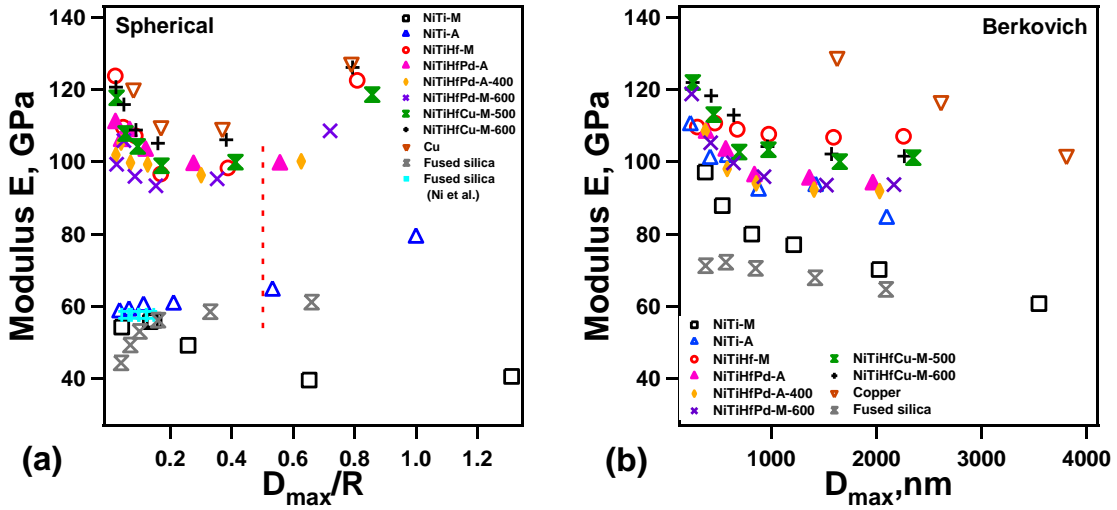 Spherical
NiTi-M
NiTi-A
NiTiHf-M
NiTiHfPd-A
NiTiHfPd-A-400
NiTiHfPd-M-600
NiTiHfCu-M-500
NiTiHfCu-M-600
Cu
Fused silica
Fused silica
(Ni et al.)
140
120
100
80
60
40
Modulus E, GPa
0.2
0.4
0.6
0.8
1.0
1.2
(a)
Dmax/R
Berkovich
140
120
100
80
60
40
Modulus E, GPa
NiTi-M
NiTi-A
NiTiHf-M
NiTiHfPd-A
NiTiHfPd-A-400
NiTiHfPd-M-600
NiTiHfCu-M-500
NiTiHfCu-M-600
Copper
Fused silica
1000
2000
3000
4000
(b)
Dmax,nm